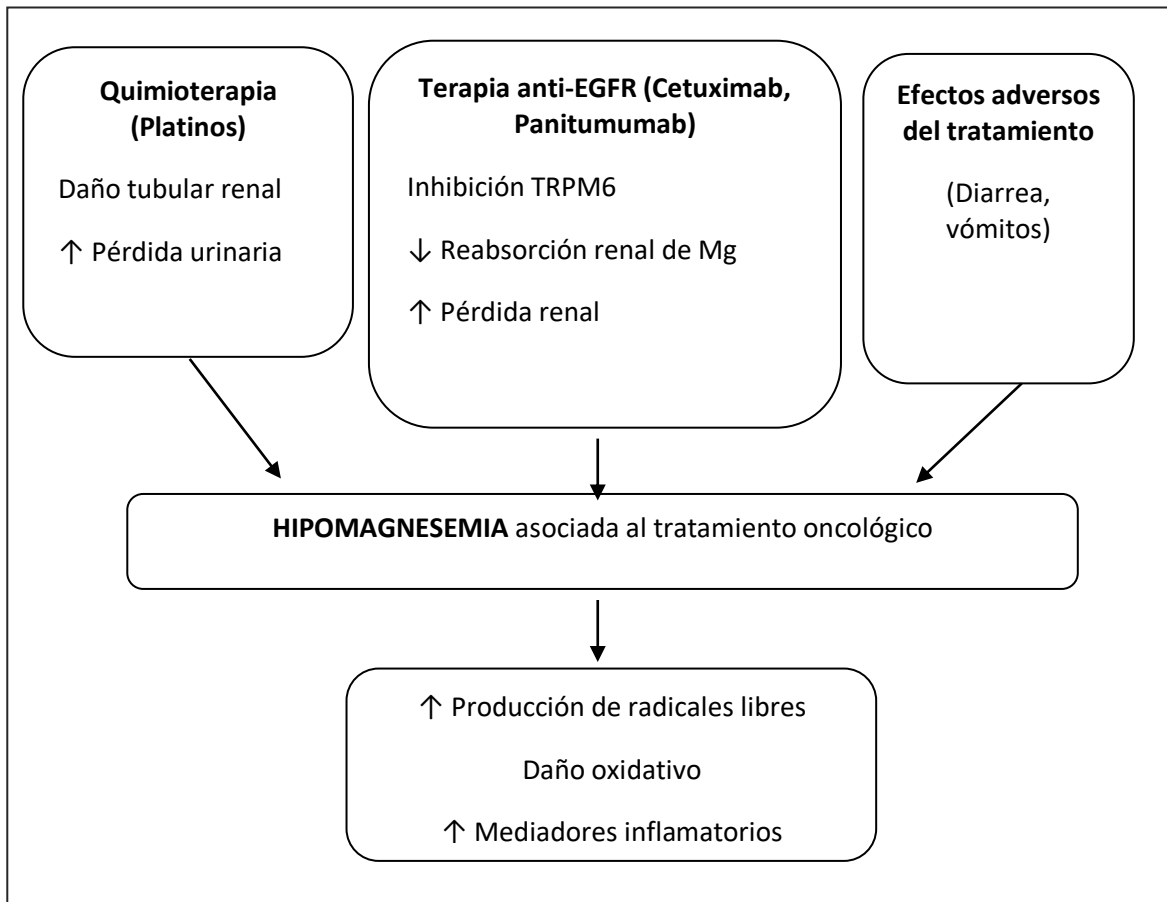 Quimioterapia
(Platinos)
Daño tubular renal
↑ Pérdida urinaria
Terapia anti-EGFR (Cetuximab,
Panitumumab)
Inhibición TRPM6
↓ Reabsorción renal de Mg
↑ Pérdida renal
Efectos adversos
del tratamiento
(Diarrea,
vómitos)
HIPOMAGNESEMIA asociada al tratamiento oncológico
↑ Producción de radicales libres
Daño oxidativo
↑ Mediadores inflamatorios